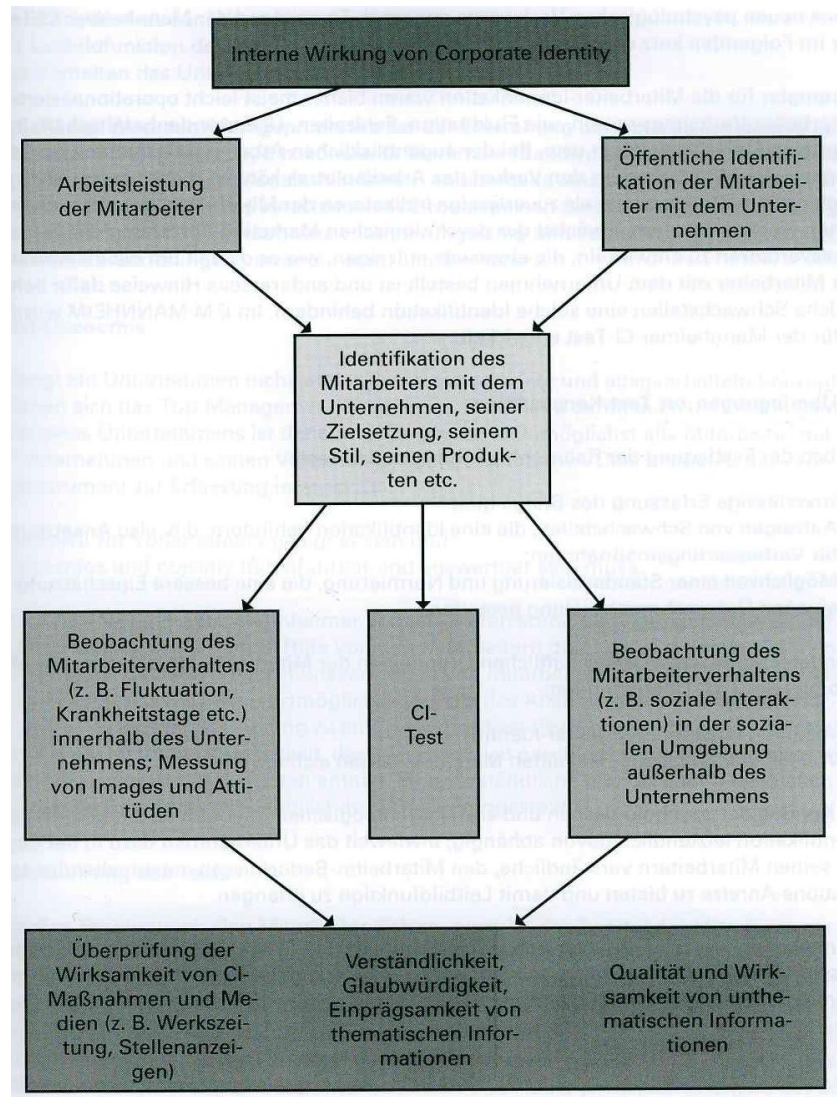 Interne Wirkung von Corporate Identity
Arbeitsleistung
der Mitarbeiter
Öffentliche Identifi-
kation der Mitarbei-
ter mit dem Unter-
nehmen
Identifikation des
Mitarbeiters mit dem
Unternehmen, seiner
Zielsetzung, seinem
Stil, seinen Produk-
ten etc.
Beobachtung des
Mitarbeiterverhaltens
(z. B. Fluktuation,
Krankheitstage etc.)
innerhalb des Unter-
nehmens; Messung
von Images und Atti-
tüden
CI-
Test
Beobachtung des
Mitarbeiterverhaltens
(z. B. soziale Interak-
tionen) in der sozia-
len Umgebung
außerhalb des
Unternehmens
Überprüfung der
Wirksamkeit von CI-
Maßnahmen und Me-
dien (z. B. Werkszei-
tung, Stellenanzei-
gen)
Verständlichkeit,
Glaubwürdigkeit,
Einprägsamkeit von
thematischen Infor-
mationen
Qualität und Wirk-
samkeit von unthe-
matischen Informa-
tionen